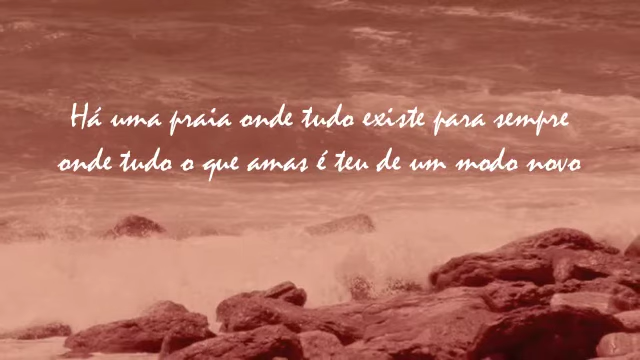 Há uma praia onde tudo existe para sempre
onde tudo o que amas é teu de um modo novo